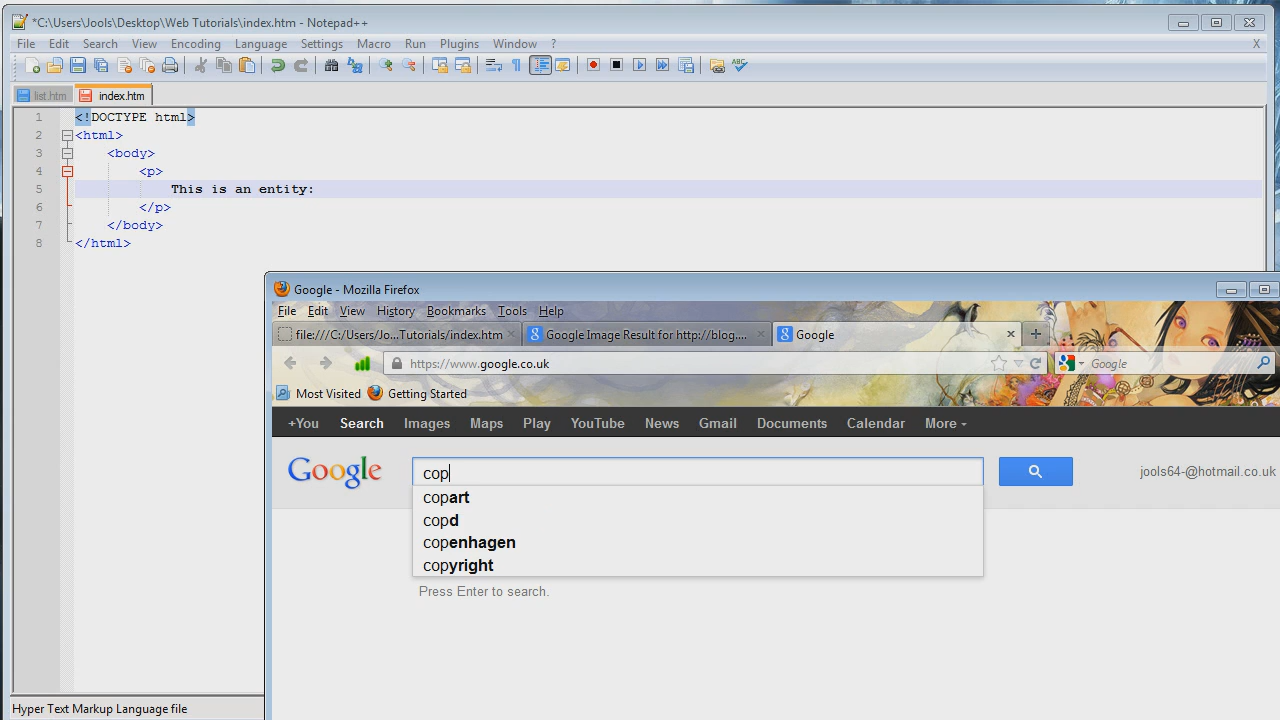 *C:\Users\Jools\Desktop\Web Tutorials\index.htm - Notepad++
File Edit Search View Encoding Language Settings Macro Run Plugins Window ? X
list.htm index.htm
1 <!DOCTYPE html>
2 <html>
3 <body>
4 <p>
5 This is an entity:
6 </p>
7 </body>
8 </html>
Google - Mozilla Firefox
File Edit View History Bookmarks Tools Help
file:///C:/Users/Jo...Tutorials/index.htm Google Image Result for http://blog.... Google
https://www.google.co.uk Google
Most Visited Getting Started
+You Search Images Maps Play YouTube News Gmail Documents Calendar More
Google cop jools64-@hotmail.co.uk
copart
copd
copenhagen
copyright
Press Enter to search.
Hyper Text Markup Language file